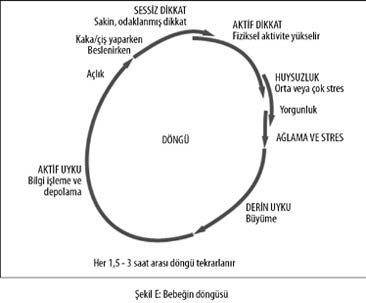 SESSİZ DİKKAT
Sakin, odaklanmış dikkat
AKTİF DİKKAT
Fiziksel aktivite yükselir
Kaka/çiş yaparken
Beslenirken
HUYSUZLUK
Orta veya çok stres
Açlık
Yorgunluk
DÖNGÜ
AĞLAMA VE STRES
AKTİF UYKU
Bilgi işleme ve
depolama
DERİN UYKU
Büyüme
Her 1,5 - 3 saat arası döngü tekrarlanır
Şekil E: Bebeğin döngüsü